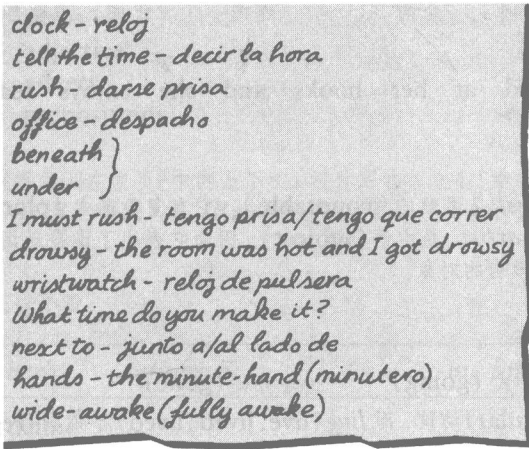 clock - reloj
tell the time - decir la hora
rush - darse prisa
office - despacho
beneath }
under }
I must rush - tengo prisa/tengo que correr
drowsy - the room was hot and I got drowsy
wristwatch - reloj de pulsera
What time do you make it?
next to - junto a/al lado de
hands - the minute-hand (minutero)
wide-awake (fully awake)